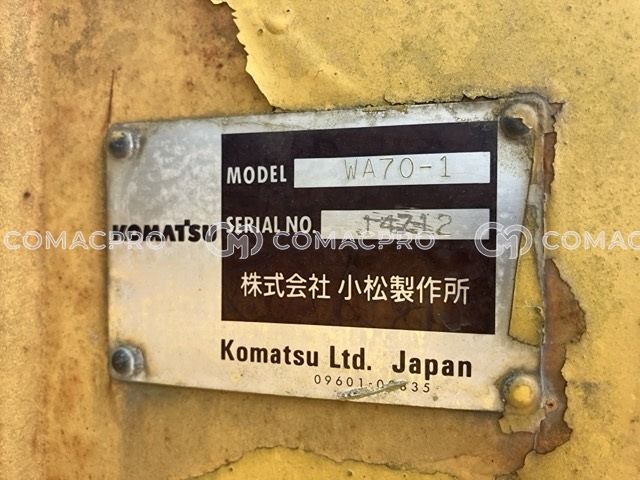 MODEL WA70-1
KOMATSU SERIAL NO.
COMACPRO COMACPRO COMACPRO
株式会社 小松製作所
Komatsu Ltd. Japan